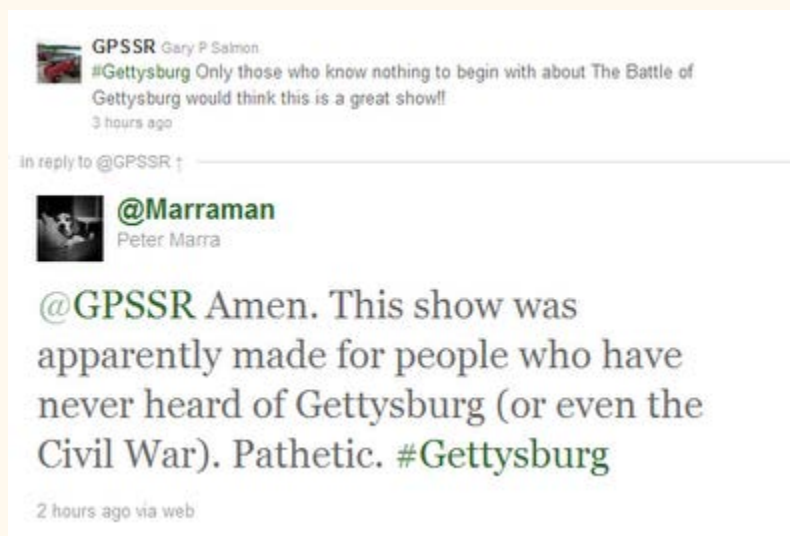 GPSSR Gary P Salmon
#Gettysburg Only those who know nothing to begin with about The Battle of
Gettysburg would think this is a great show!!
3 hours ago
in reply to @GPSSR ↑
@Marraman
Peter Marra
@GPSSR Amen. This show was
apparently made for people who have
never heard of Gettysburg (or even the
Civil War). Pathetic. #Gettysburg
2 hours ago via web